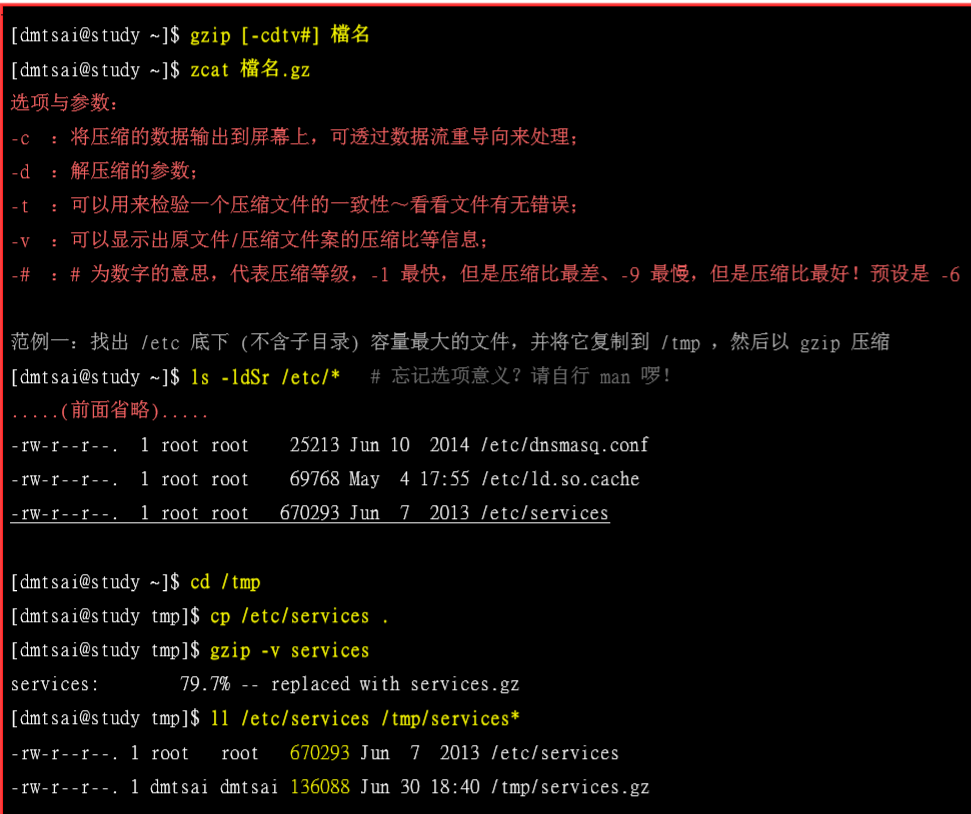 [dmtsai@study ~]$ gzip [-cdtv#] 檔名
[dmtsai@study ~]$ zcat 檔名.gz
选项与参数：
-c ：将压缩的数据输出到屏幕上，可透过数据流重导向来处理；
-d ：解压缩的参数；
-t ：可以用来检验一个压缩文件的一致性～看看文件有无错误；
-v ：可以显示出原文件/压缩文件案的压缩比等信息；
-# ：# 为数字的意思，代表压缩等级，-1 最快，但是压缩比最差、-9 最慢，但是压缩比最好！预设是 -6
范例一：找出 /etc 底下 (不含子目录) 容量最大的文件，并将它复制到 /tmp ，然后以 gzip 压缩
[dmtsai@study ~]$ ls -ldSr /etc/* # 忘记选项意义？请自行 man 啰！
.....(前面省略).....
-rw-r--r--. 1 root root 25213 Jun 10 2014 /etc/dnsmasq.conf
-rw-r--r--. 1 root root 69768 May 4 17:55 /etc/ld.so.cache
-rw-r--r--. 1 root root 670293 Jun 7 2013 /etc/services
[dmtsai@study ~]$ cd /tmp
[dmtsai@study tmp]$ cp /etc/services .
[dmtsai@study tmp]$ gzip -v services
services: 79.7% -- replaced with services.gz
[dmtsai@study tmp]$ ll /etc/services /tmp/services*
-rw-r--r--. 1 root root 670293 Jun 7 2013 /etc/services
-rw-r--r--. 1 dmtsai dmtsai 136088 Jun 30 18:40 /tmp/services.gz